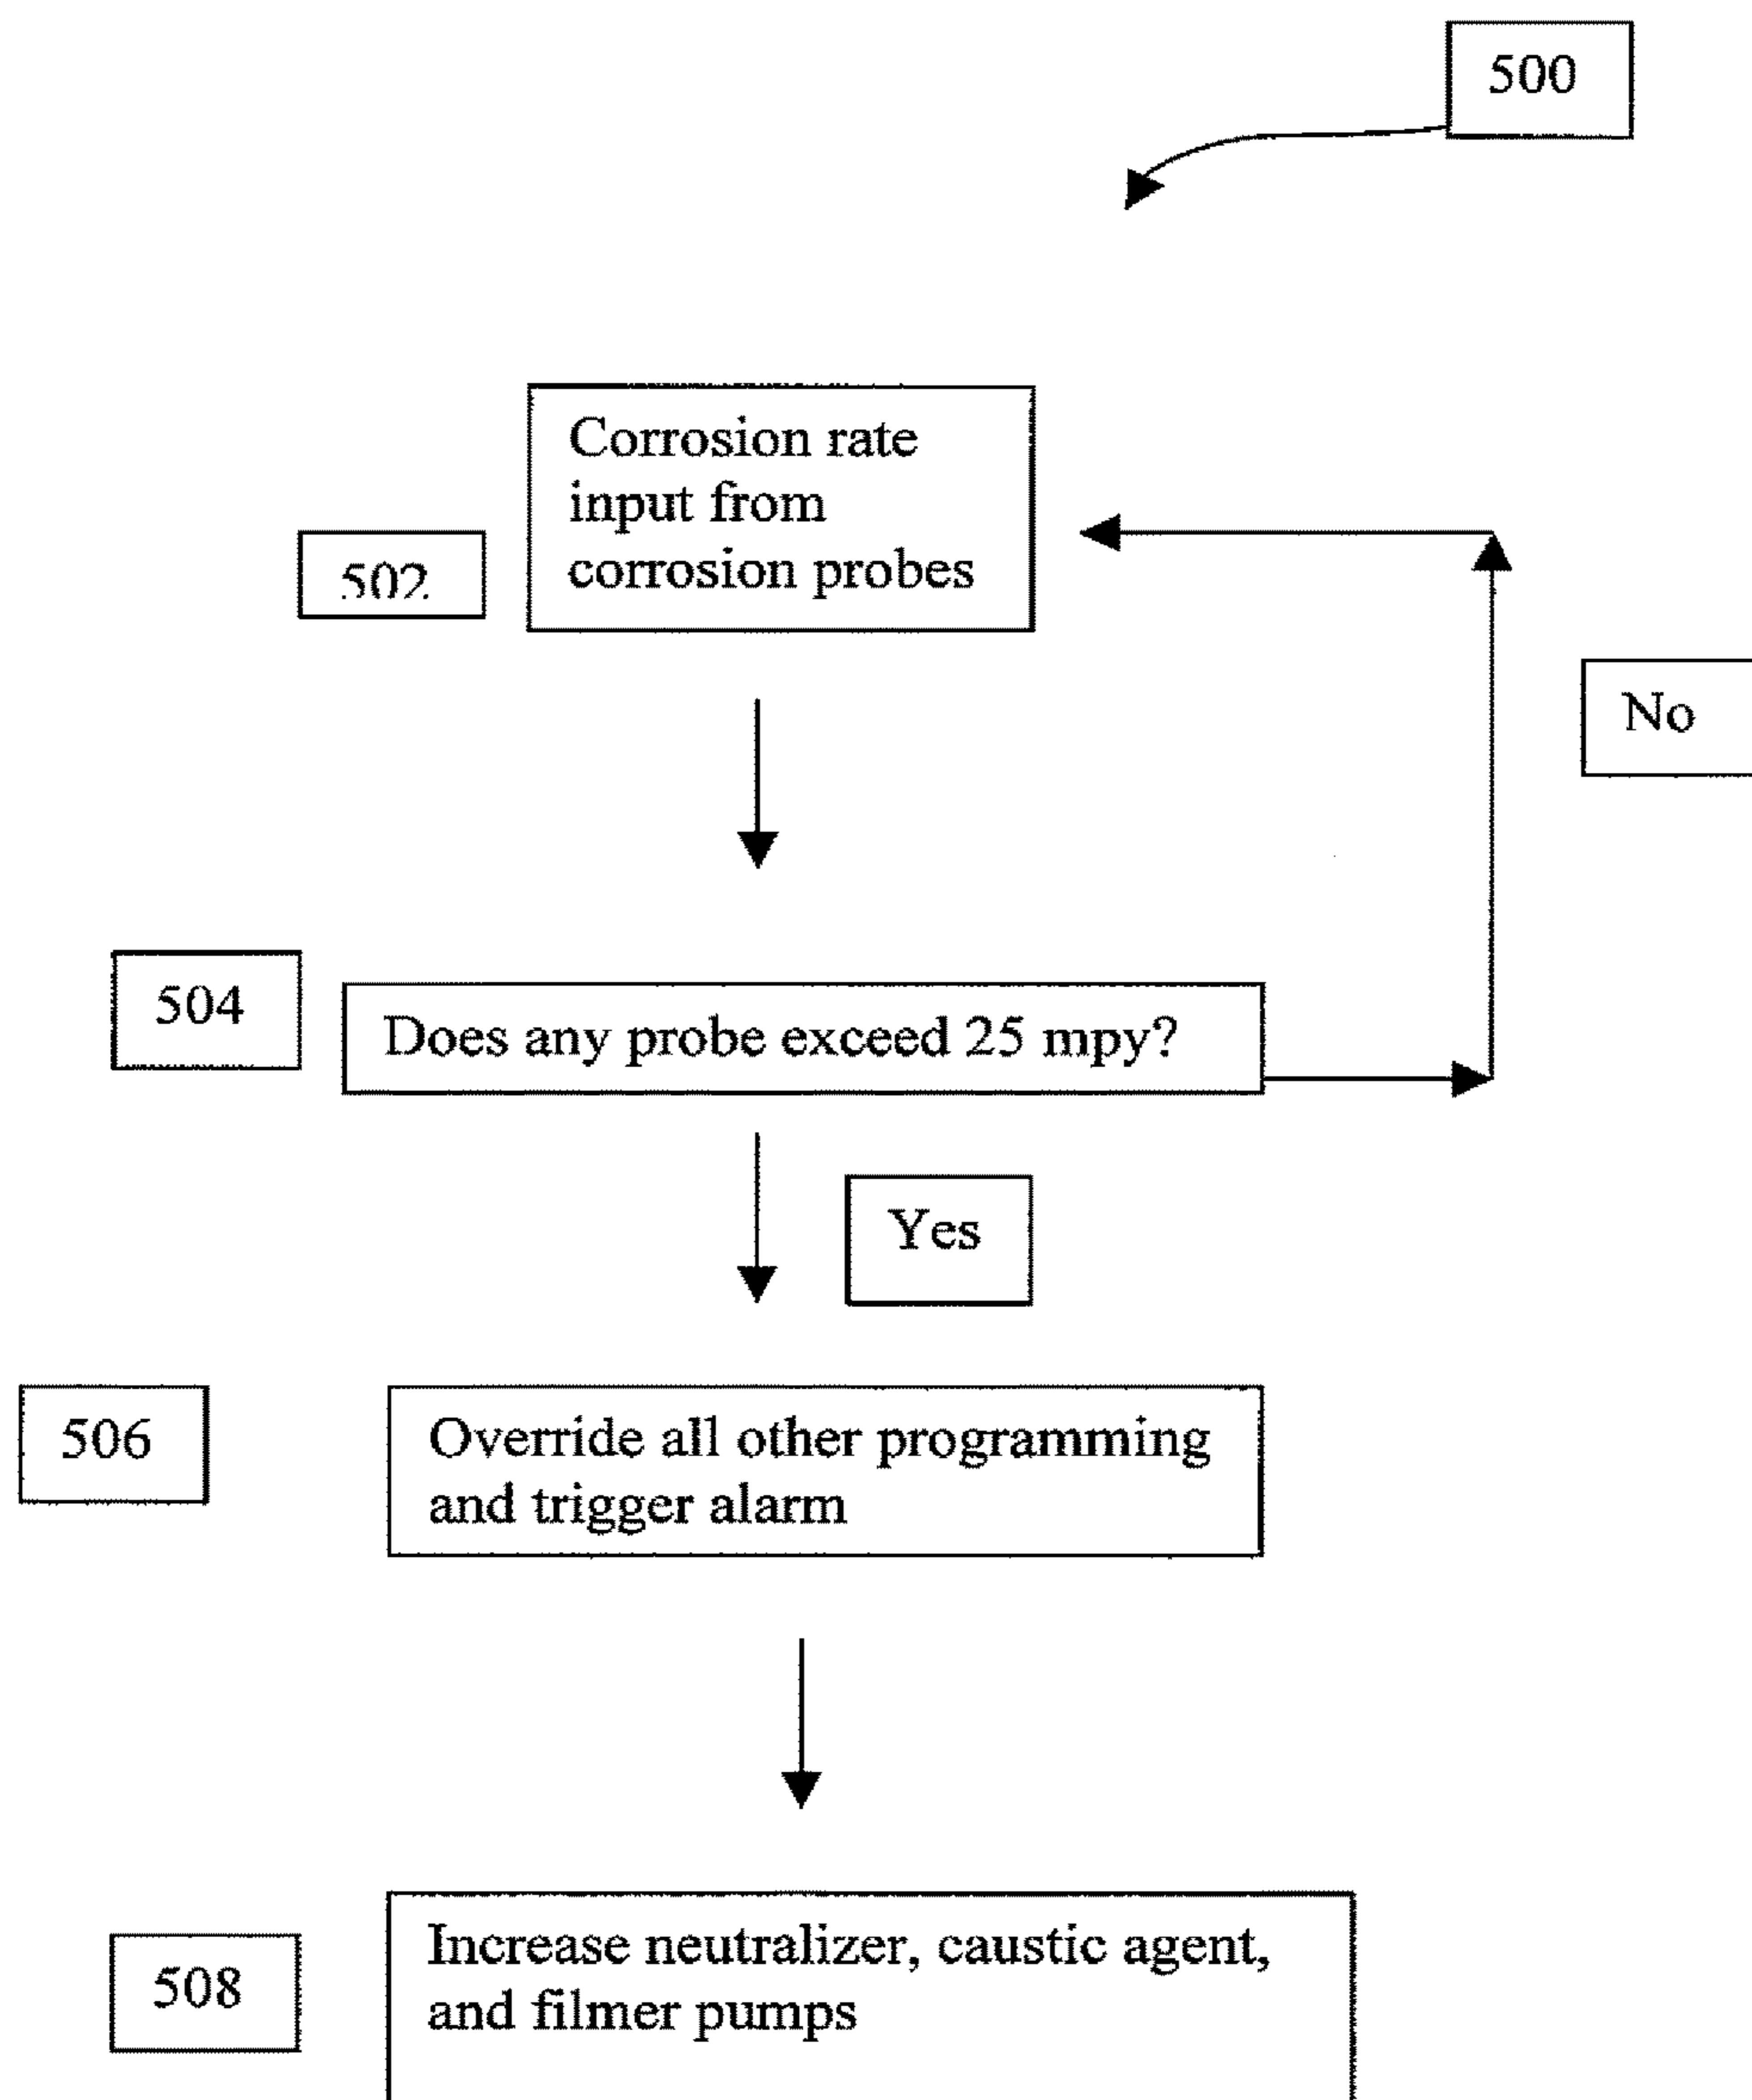 500
Corrosion rate
input from
corrosion probes
502
No
504
Does any probe exceed 25 mpy?
Yes
506
Override all other programming
and trigger alarm
508
Increase neutralizer, caustic agent,
and filmer pumps